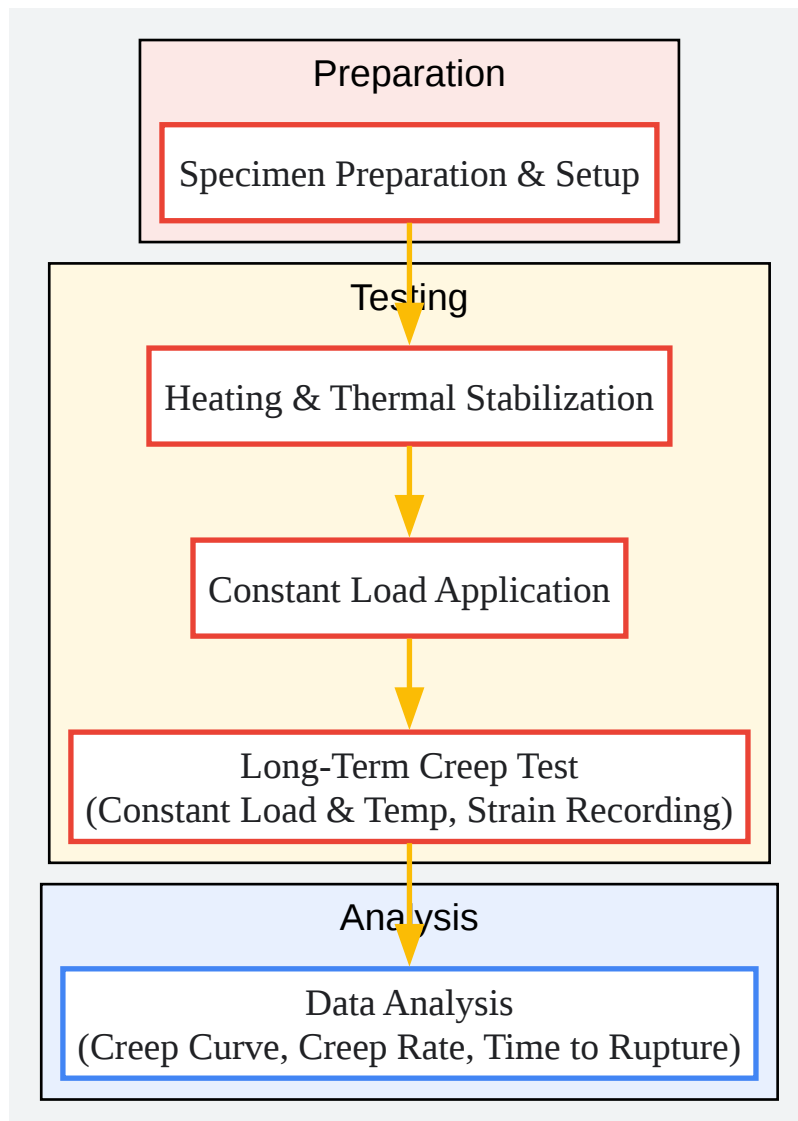 Preparation
Specimen Preparation & Setup
Testing
Heating & Thermal Stabilization
Constant Load Application
Long-Term Creep Test
(Constant Load & Temp, Strain Recording)
Analysis
Data Analysis
(Creep Curve, Creep Rate, Time to Rupture)